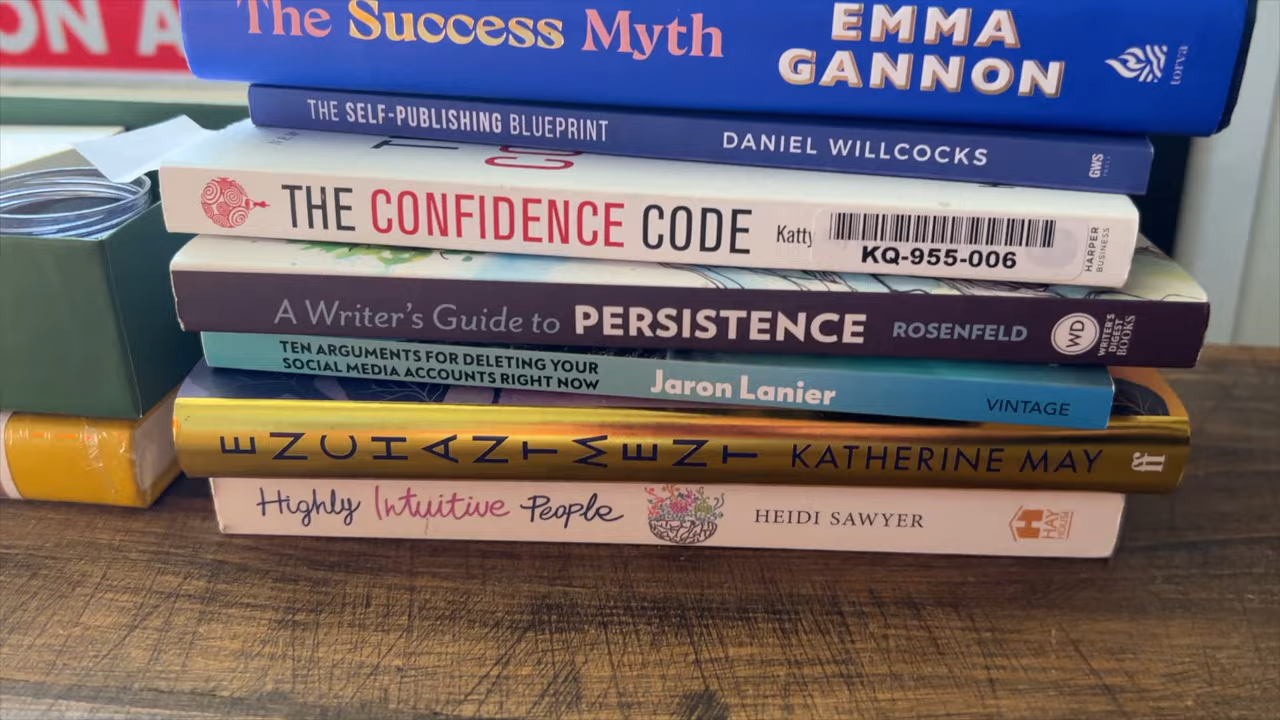 ON A
The Success Myth
EMMA
GANNON
torva
THE SELF-PUBLISHING BLUEPRINT
DANIEL WILLCOCKS
GWS
THE CONFIDENCE CODE
Katty
KQ-955-006
HARPER
BUSINESS
A Writer's Guide to PERSISTENCE
ROSENFELD
WD
WRITER'S
DIGEST
BOOKS
TEN ARGUMENTS FOR DELETING YOUR
SOCIAL MEDIA ACCOUNTS RIGHT NOW
Jaron Lanier
VINTAGE
ENCHANTMENT
KATHERINE MAY
ff
Highly Intuitive People
HEIDI SAWYER
HAY
HOUSE